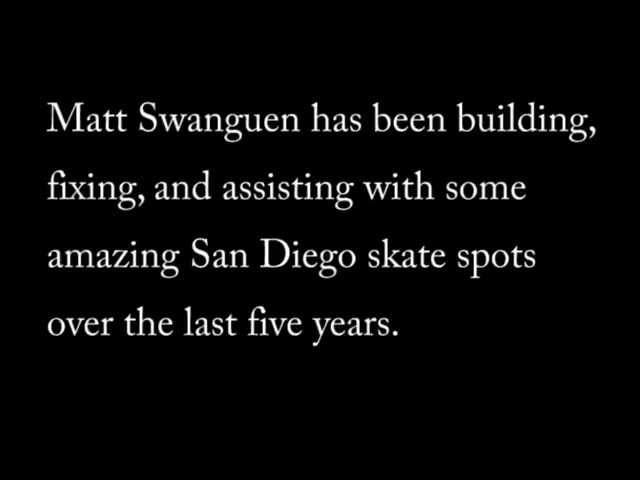 Matt Swanguen has been building,
fixing, and assisting with some
amazing San Diego skate spots
over the last five years.